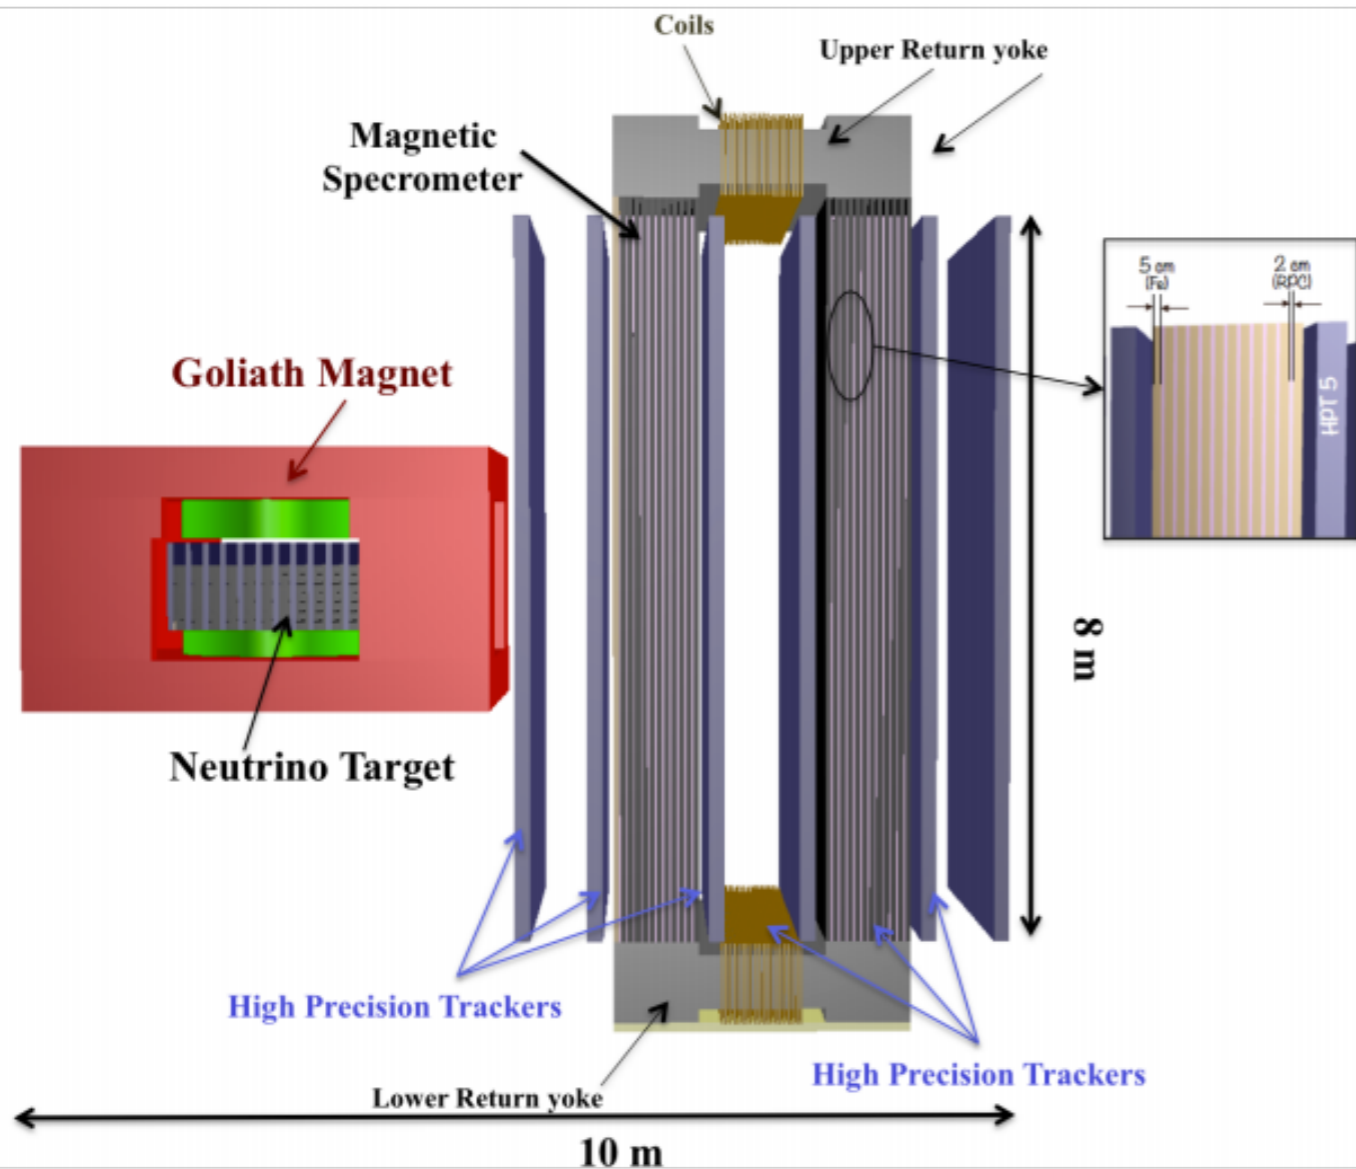 Coils
Upper Return yoke
Magnetic
Specrometer
5 cm
(Fe)
2 cm
(RPC)
Goliath Magnet
HPT 5
8 m
Neutrino Target
High Precision Trackers
High Precision Trackers
Lower Return yoke
10 m